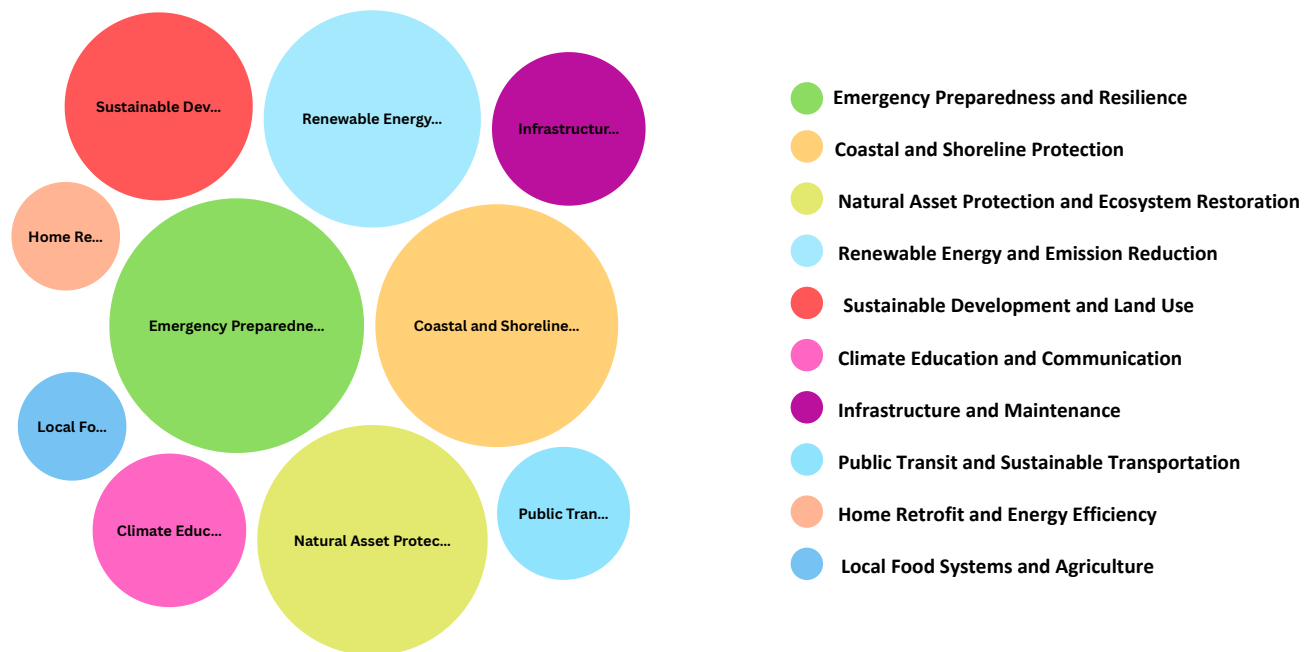 Sustainable Dev...
Renewable Energy...
Infrastructur...
Home Re...
Emergency Preparedne...
Coastal and Shoreline...
Local Fo...
Climate Educ...
Natural Asset Protec...
Public Tran...
Emergency Preparedness and Resilience
Coastal and Shoreline Protection
Natural Asset Protection and Ecosystem Restoration
Renewable Energy and Emission Reduction
Sustainable Development and Land Use
Climate Education and Communication
Infrastructure and Maintenance
Public Transit and Sustainable Transportation
Home Retrofit and Energy Efficiency
Local Food Systems and Agriculture